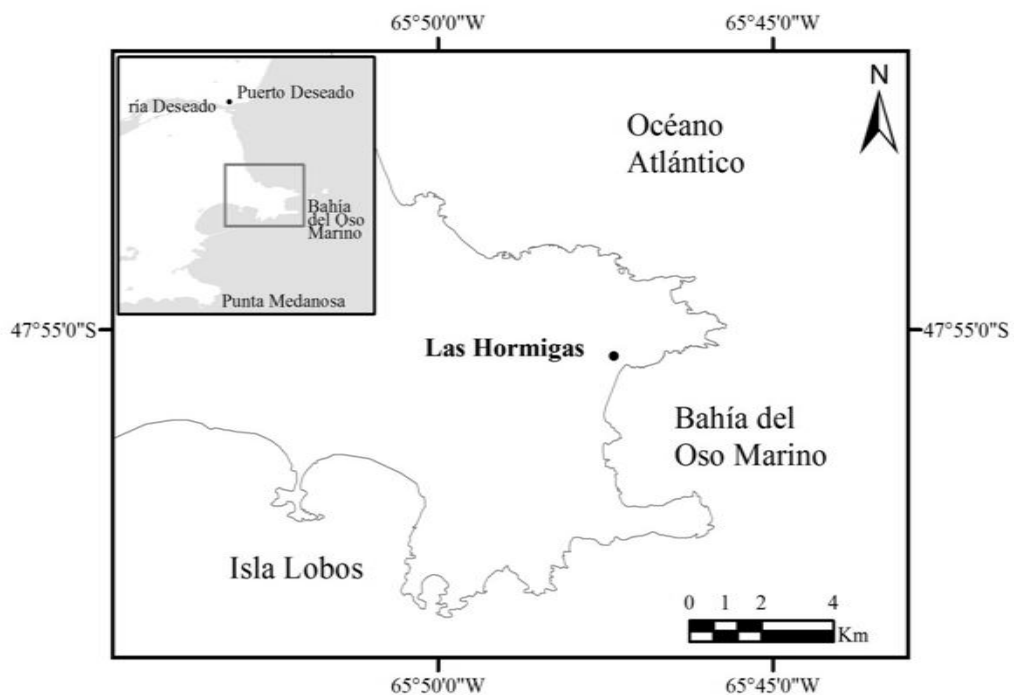 65°50'0"W
65°45'0"W
N
Puerto Deseado
ría Deseado
Océano
Atlántico
Bahía
del Oso
Marino
Punta Medanosa
47°55'0"S
47°55'0"S
Las Hormigas
Bahía del
Oso Marino
Isla Lobos
0 1 2 4
Km
65°50'0"W
65°45'0"W